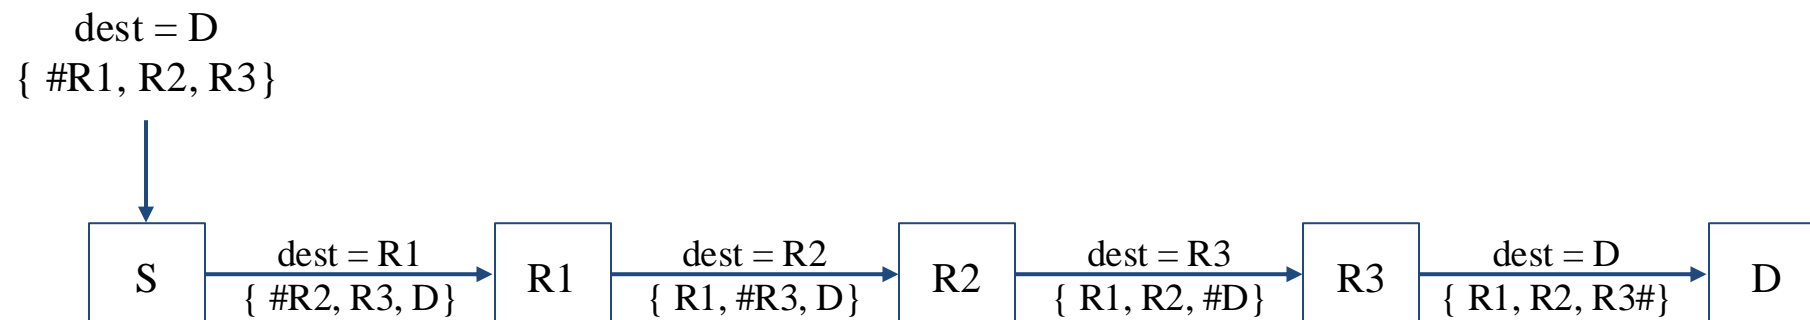 dest = D
{ #R1, R2, R3}
S
dest = R1
{ #R2, R3, D}
R1
dest = R2
{ R1, #R3, D}
R2
dest = R3
{ R1, R2, #D}
R3
dest = D
{ R1, R2, R3#}
D